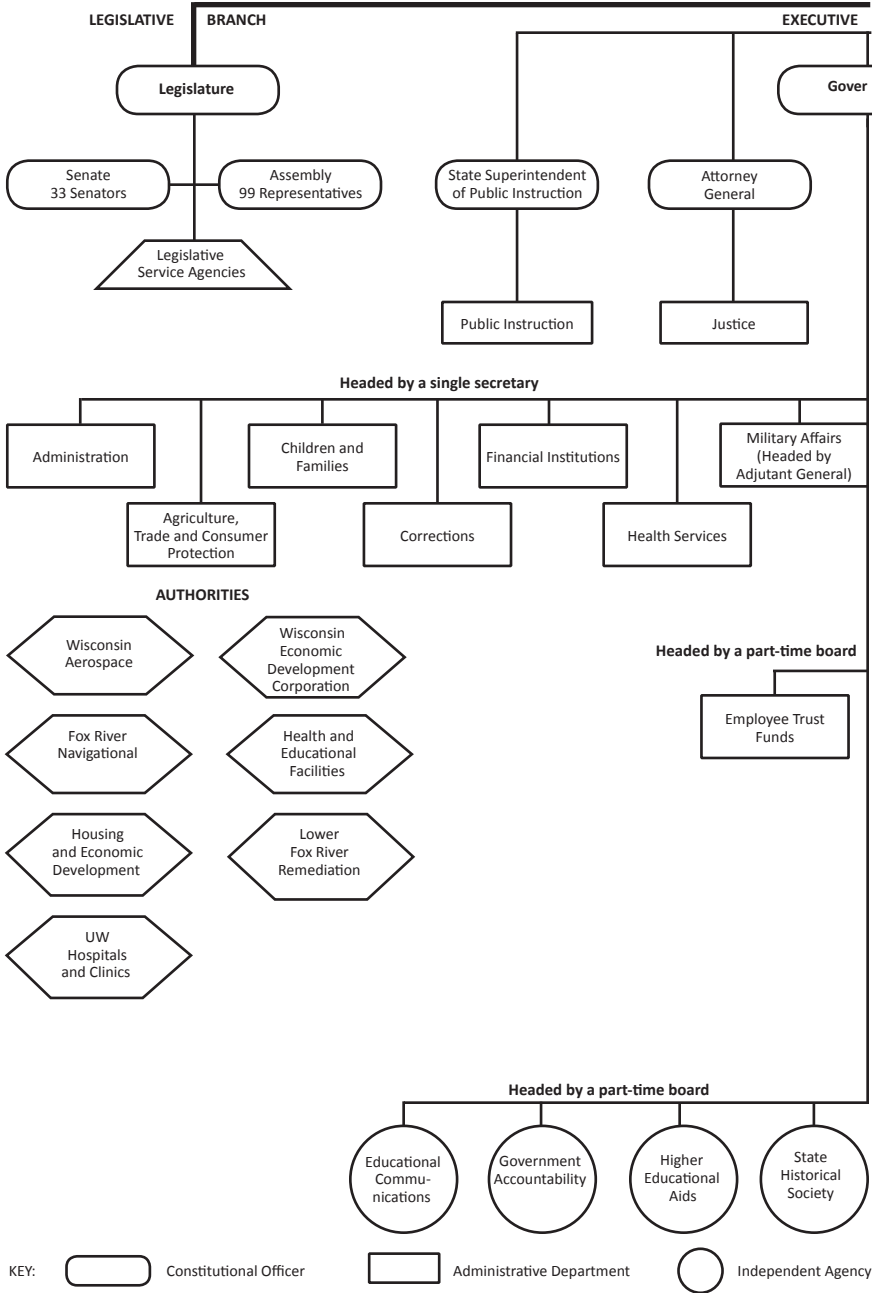 LEGISLATIVE BRANCH
EXECUTIVE
Legislature
Gover
Senate
33 Senators
Assembly
99 Representatives
State Superintendent
of Public Instruction
Attorney
General
Legislative
Service Agencies
Public Instruction
Justice
Headed by a single secretary
Administration
Children and
Families
Financial Institutions
Military Affairs
(Headed by
Adjutant General)
Agriculture,
Trade and Consumer
Protection
Corrections
Health Services
AUTHORITIES
Wisconsin
Aerospace
Wisconsin
Economic
Development
Corporation
Headed by a part-time board
Employee Trust
Funds
Fox River
Navigational
Health and
Educational
Facilities
Housing
and Economic
Development
Lower
Fox River
Remediation
UW
Hospitals
and Clinics
Headed by a part-time board
Educational
Commu-
nications
Government
Accountability
Higher
Educational
Aids
State
Historical
Society
KEY:
Constitutional Officer
Administrative Department
Independent Agency